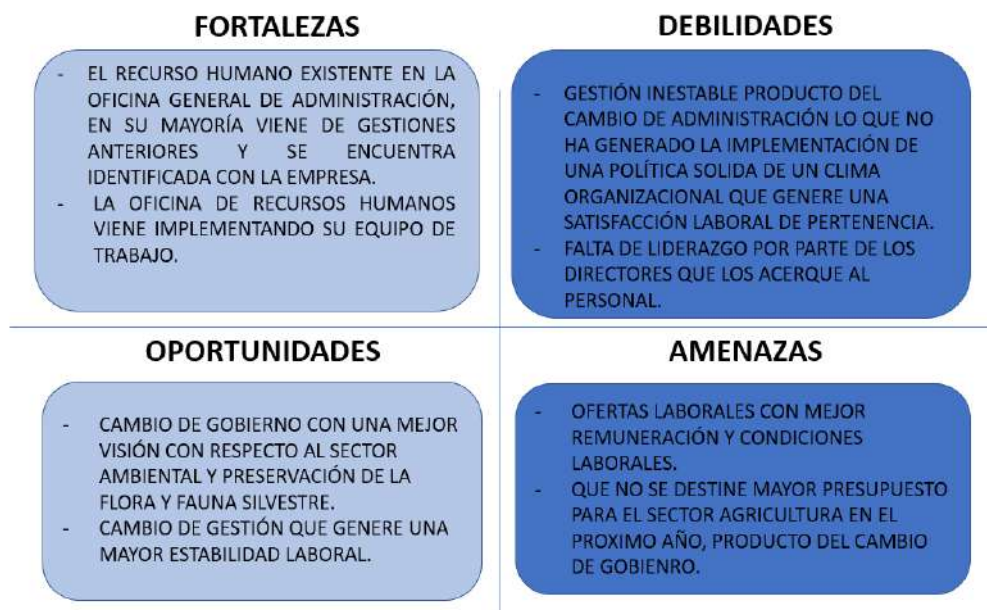 FORTALEZAS
- EL RECURSO HUMANO EXISTENTE EN LA
OFICINA GENERAL DE ADMINISTRACIÓN,
EN SU MAYORÍA VIENE DE GESTIONES
ANTERIORES Y SE ENCUENTRA
IDENTIFICADA CON LA EMPRESA.
- LA OFICINA DE RECURSOS HUMANOS
VIENE IMPLEMENTANDO SU EQUIPO DE
TRABAJO.
DEBILIDADES
- GESTIÓN INESTABLE PRODUCTO DEL
CAMBIO DE ADMINISTRACIÓN LO QUE NO
HA GENERADO LA IMPLEMENTACIÓN DE
UNA POLÍTICA SOLIDA DE UN CLIMA
ORGANIZACIONAL QUE GENERE UNA
SATISFACCIÓN LABORAL DE PERTENENCIA.
- FALTA DE LIDERAZGO POR PARTE DE LOS
DIRECTORES QUE LOS ACERQUE AL
PERSONAL.
OPORTUNIDADES
- CAMBIO DE GOBIERNO CON UNA MEJOR
VISIÓN CON RESPECTO AL SECTOR
AMBIENTAL Y PRESERVACIÓN DE LA
FLORA Y FAUNA SILVESTRE.
- CAMBIO DE GESTIÓN QUE GENERE UNA
MAYOR ESTABILIDAD LABORAL.
AMENAZAS
- OFERTAS LABORALES CON MEJOR
REMUNERACIÓN Y CONDICIONES
LABORALES.
- QUE NO SE DESTINE MAYOR PRESUPUESTO
PARA EL SECTOR AGRICULTURA EN EL
PROXIMO AÑO, PRODUCTO DEL CAMBIO
DE GOBIENRO.